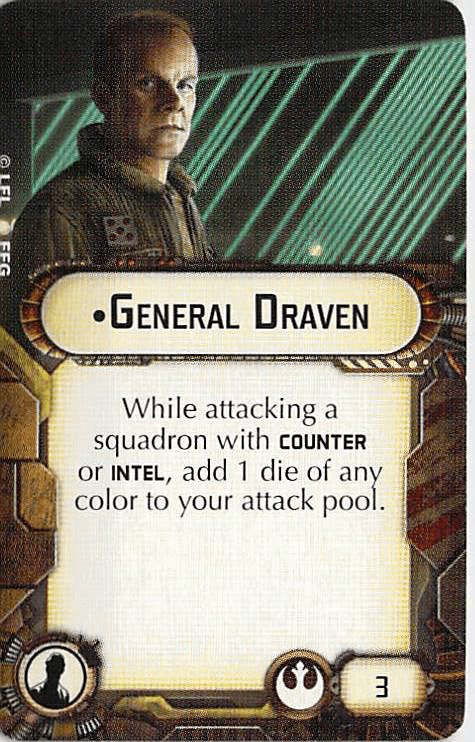 © LFL © FFG
•General Draven
While attacking a
squadron with COUNTER
or INTEL, add 1 die of any
color to your attack pool.
3